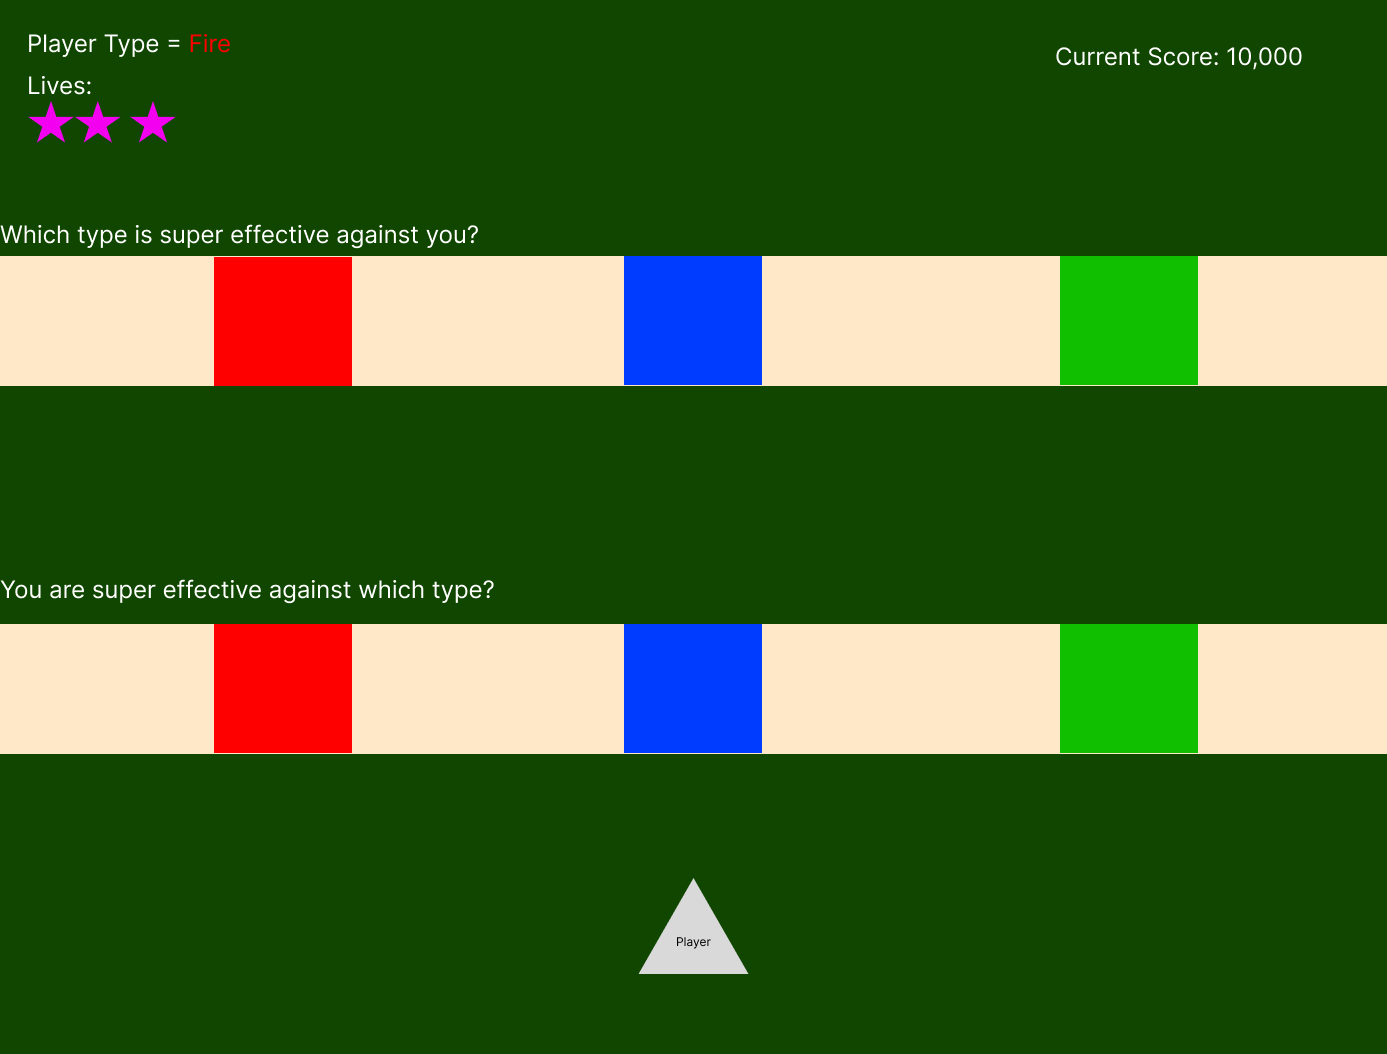 Player Type = Fire
Current Score: 10,000
Lives:
Which type is super effective against you?
You are super effective against which type?
Player